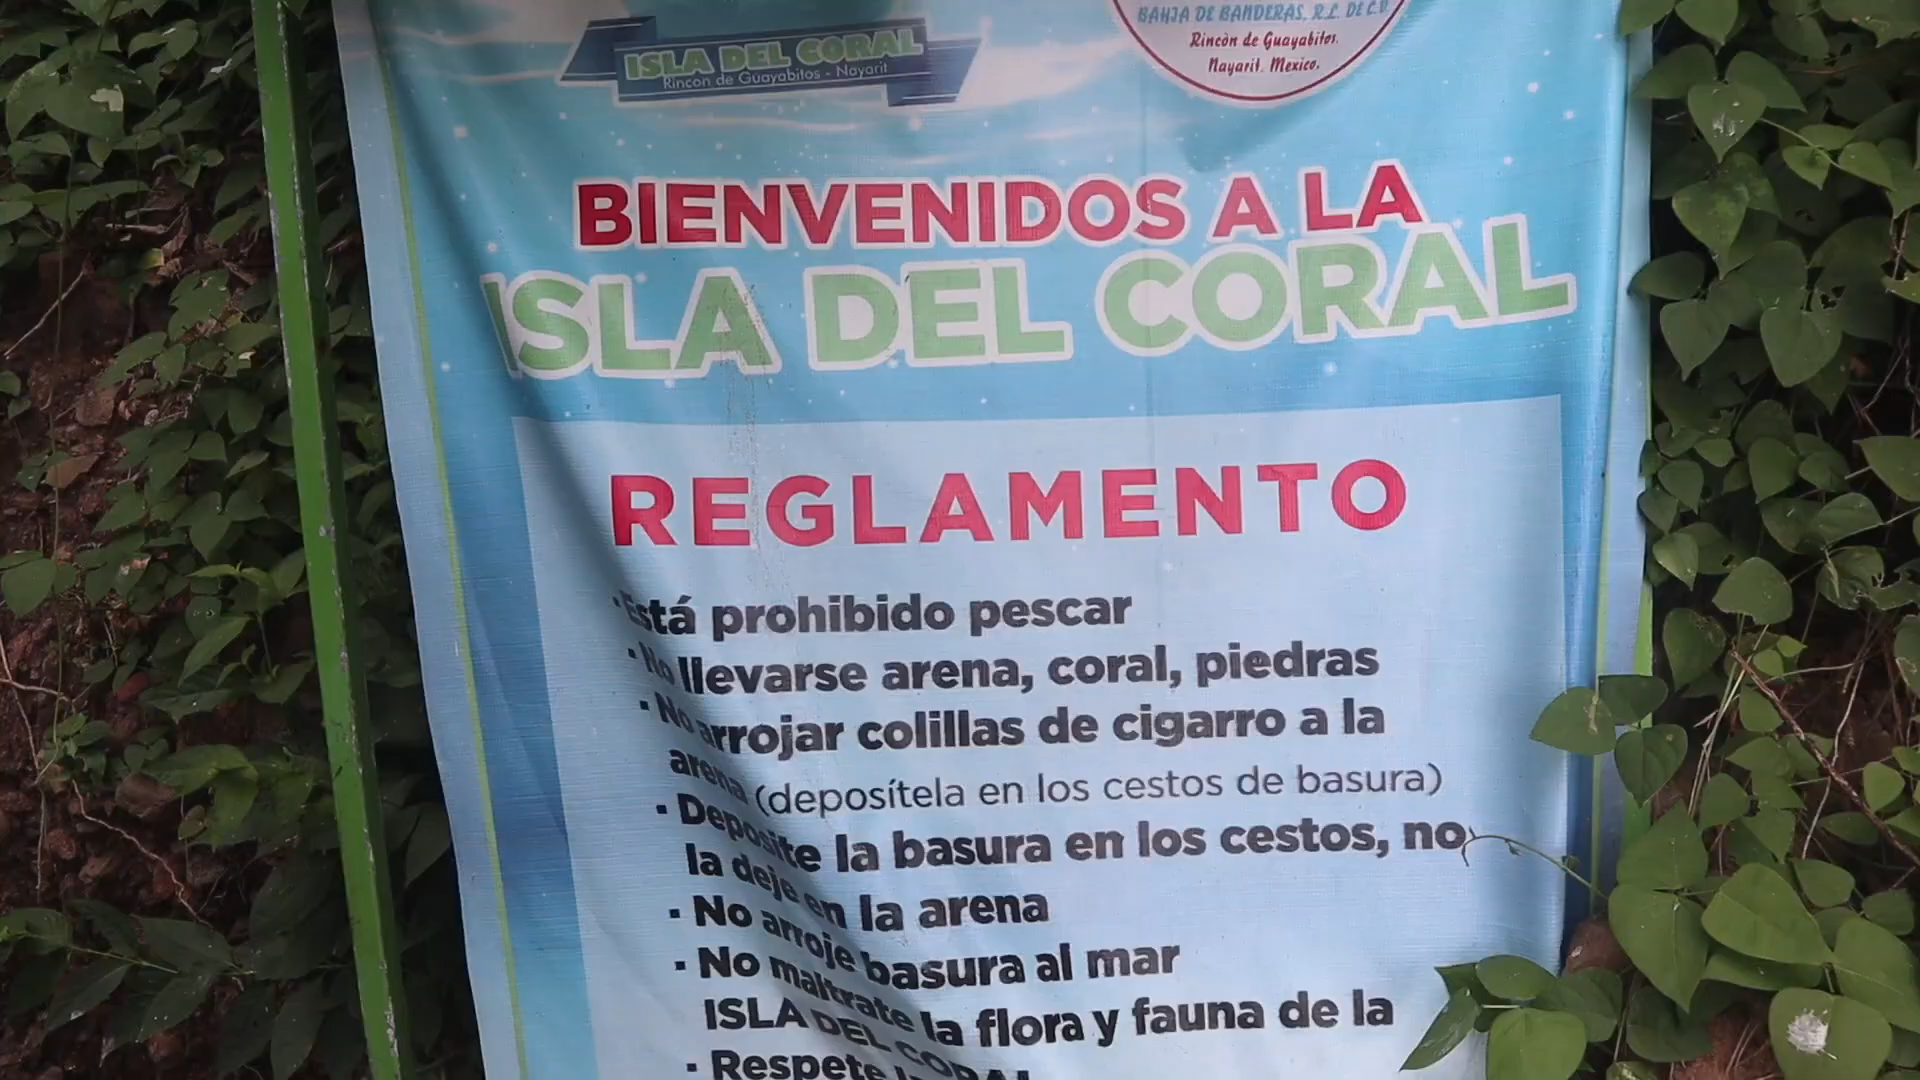 ISLA DEL CORAL
Rincon de Guayabitos - Nayarit
BAHIA DE BANDERAS, R.L. DE C.V.
Rincòn de Guayabitos.
Nayarit. Mexico.
BIENVENIDOS A LA
ISLA DEL CORAL
REGLAMENTO
· Está prohibido pescar
· No llevarse arena, coral, piedras
· No arrojar colillas de cigarro a la
arena (deposítela en los cestos de basura)
· Deposite la basura en los cestos, no
la deje en la arena
· No arroje basura al mar
· No maltrate la flora y fauna de la
ISLA DEL CORAL
· Respete